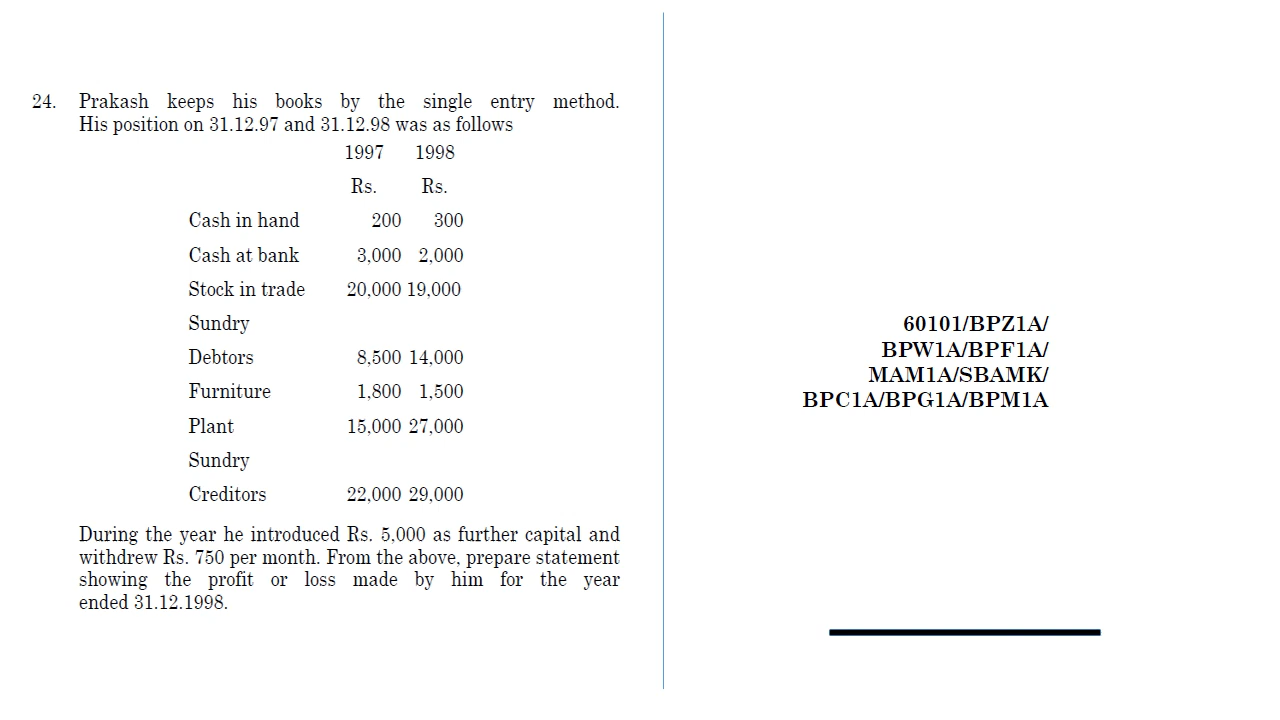 24. Prakash keeps his books by the single entry method.
His position on 31.12.97 and 31.12.98 was as follows
1997 1998
Rs. Rs.
Cash in hand 200 300
Cash at bank 3,000 2,000
Stock in trade 20,000 19,000
Sundry
Debtors 8,500 14,000
Furniture 1,800 1,500
Plant 15,000 27,000
Sundry
Creditors 22,000 29,000
During the year he introduced Rs. 5,000 as further capital and
withdrew Rs. 750 per month. From the above, prepare statement
showing the profit or loss made by him for the year
ended 31.12.1998.
60101/BPZ1A/
BPW1A/BPF1A/
MAM1A/SBAMK/
BPC1A/BPG1A/BPM1A